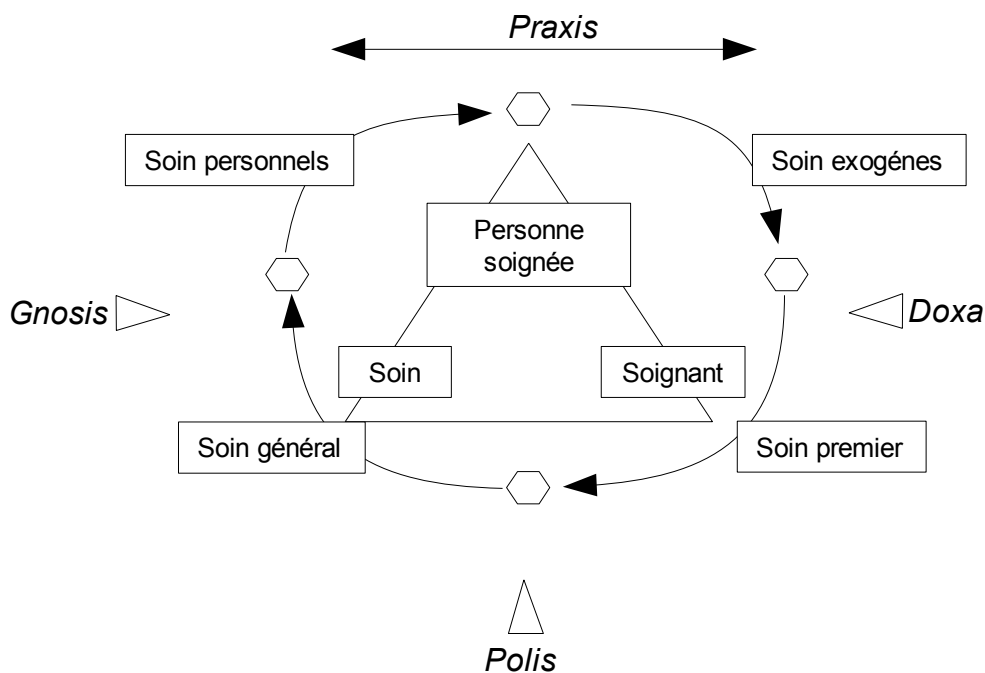 Praxis
Soin personnels
Soin exogénes
Personne
soignée
Gnosis
Doxa
Soin
Soignant
Soin général
Soin premier
Polis